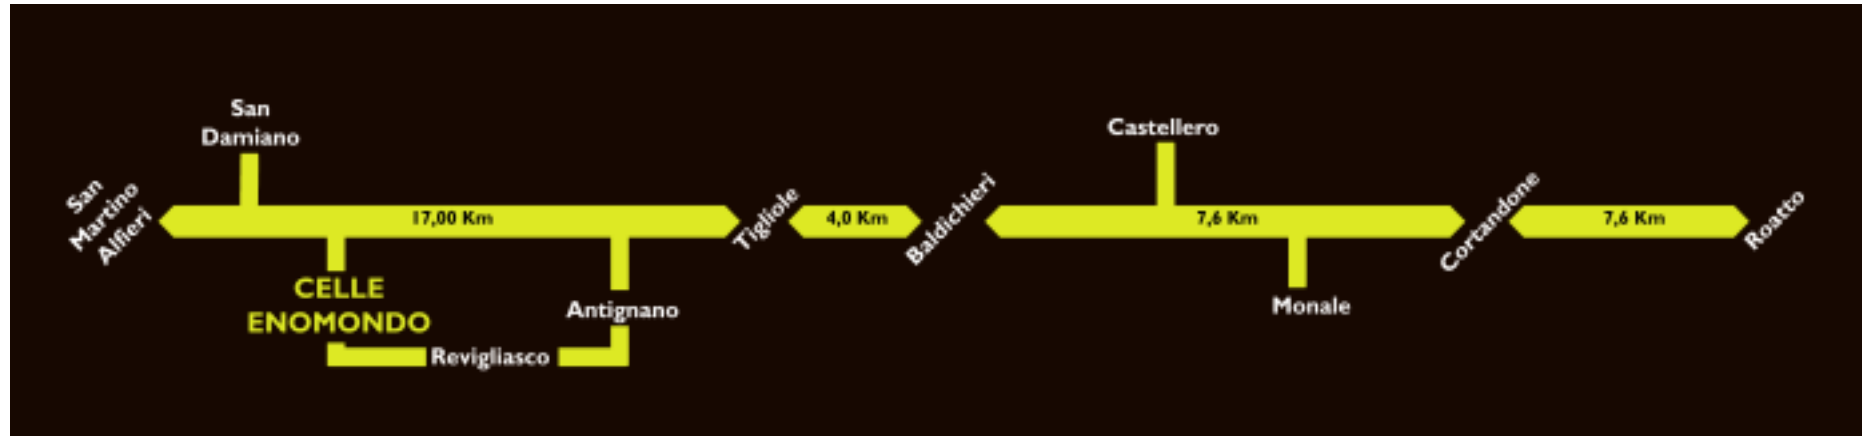 San
Martino
Alfieri
San
Damiano
17,00 Km
CELLE
ENOMONDO
Revigliasco
Antignano
Tigliole
4,0 Km
Baldichieri
Castellero
7,6 Km
Monale
Cortandone
7,6 Km
Roatto